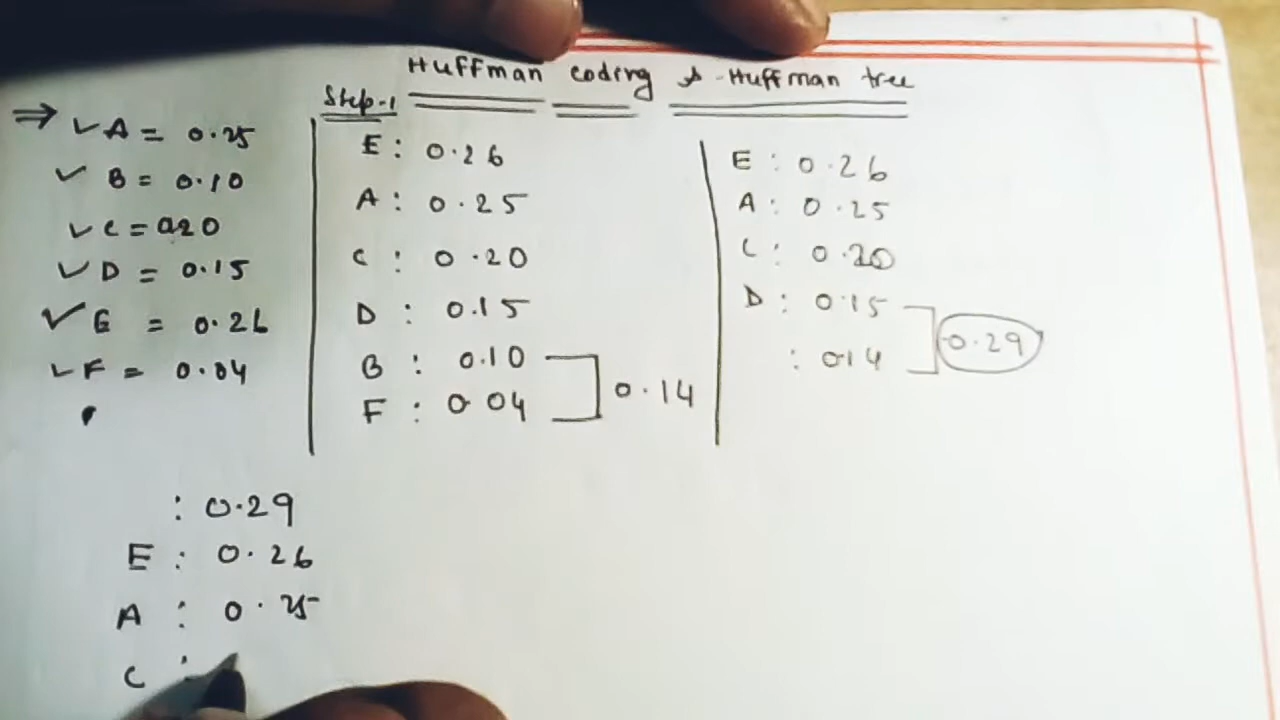 Huffman coding & Huffman tree
⇒ ✓ A = 0.25
✓ B = 0.10
✓ C = 0.20
✓ D = 0.15
✓ E = 0.26
✓ F = 0.04
Step-1
E : 0.26
A : 0.25
C : 0.20
D : 0.15
B : 0.10
F : 0.04
0.14
E : 0.26
A : 0.25
C : 0.20
D : 0.15
: 0.14
0.29
: 0.29
E : 0.26
A : 0.25
C :